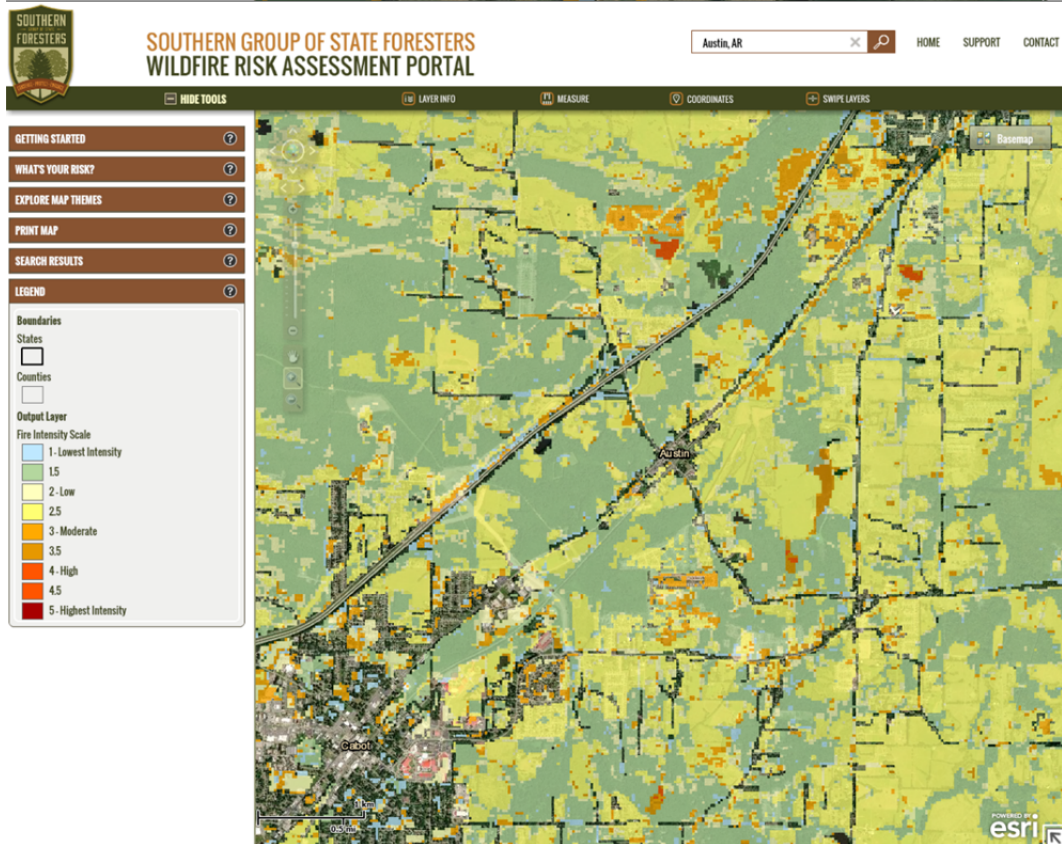 SOUTHERN
GROUP OF STATE
FORESTERS
SOUTHERN GROUP OF STATE FORESTERS
WILDFIRE RISK ASSESSMENT PORTAL
Austin, AR
HOME
SUPPORT
CONTACT
HIDE TOOLS
LAYER INFO
MEASURE
COORDINATES
SWIPE LAYERS
GETTING STARTED ?
WHAT'S YOUR RISK? ?
EXPLORE MAP THEMES ?
PRINT MAP ?
SEARCH RESULTS ?
LEGEND ?
Boundaries
States
Counties
Output Layer
Fire Intensity Scale
1 - Lowest Intensity
1.5
2 - Low
2.5
3 - Moderate
3.5
4 - High
4.5
5 - Highest Intensity
Basemap
Austin
Cabot
1 km
0.5 mi
POWERED BY
esri